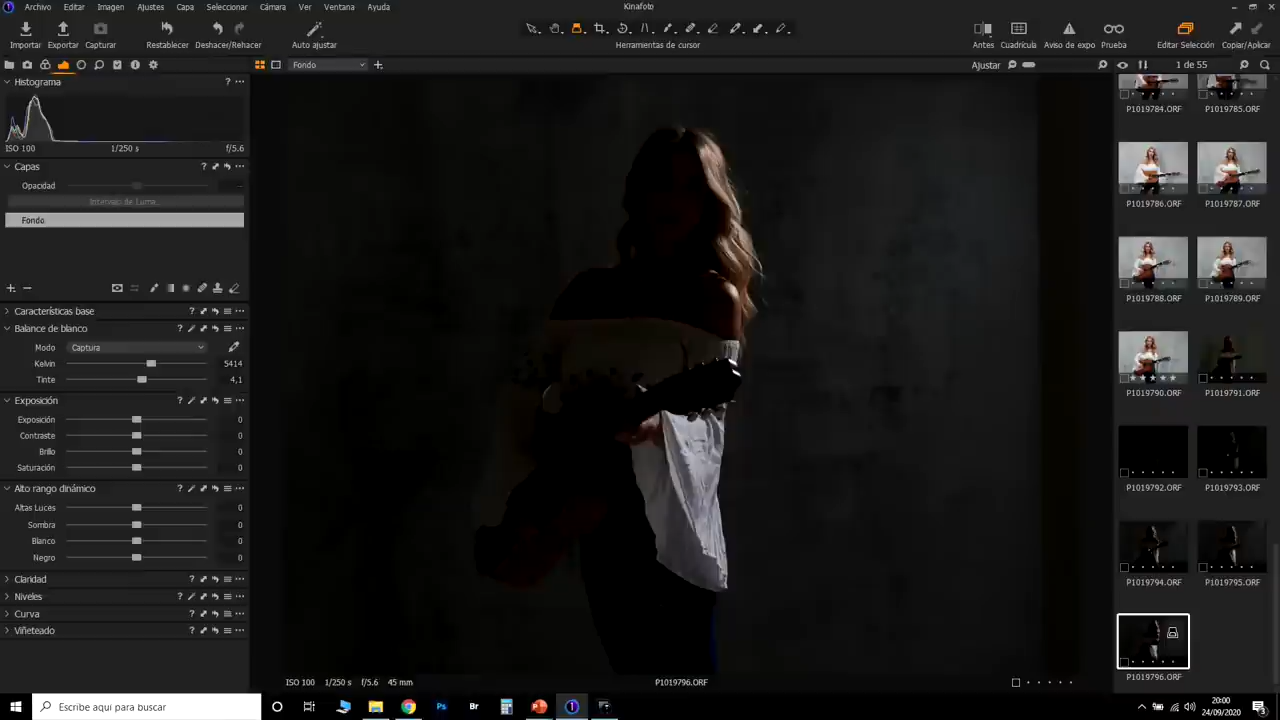 Kinafoto
Archivo Editar Imagen Ajustes Capa Seleccionar Cámara Ver Ventana Ayuda
Importar Exportar Capturar Restablecer Deshacer/Rehacer Auto ajustar Herramientas de cursor Antes Cuadrícula Aviso de expo Prueba Editar Selección Copiar/Aplicar
Fondo
Ajustar
1 de 55
Histograma
ISO 100 1/250 s f/5.6
Capas
Opacidad
Intervalo de Luma...
Fondo
Características base
Balance de blanco
Modo Captura
Kelvin 5414
Tinte 4,1
Exposición
Exposición 0
Contraste 0
Brillo 0
Saturación 0
Alto rango dinámico
Altas Luces 0
Sombra 0
Blanco 0
Negro 0
Claridad
Niveles
Curva
Viñeteado
ISO 100 1/250 s f/5.6 45 mm
P1019796.ORF
P1019784.ORF P1019785.ORF
P1019786.ORF P1019787.ORF
P1019788.ORF P1019789.ORF
P1019790.ORF P1019791.ORF
P1019792.ORF P1019793.ORF
P1019794.ORF P1019795.ORF
P1019796.ORF
Escribe aquí para buscar
Ps
Br
20:00
24/09/2020